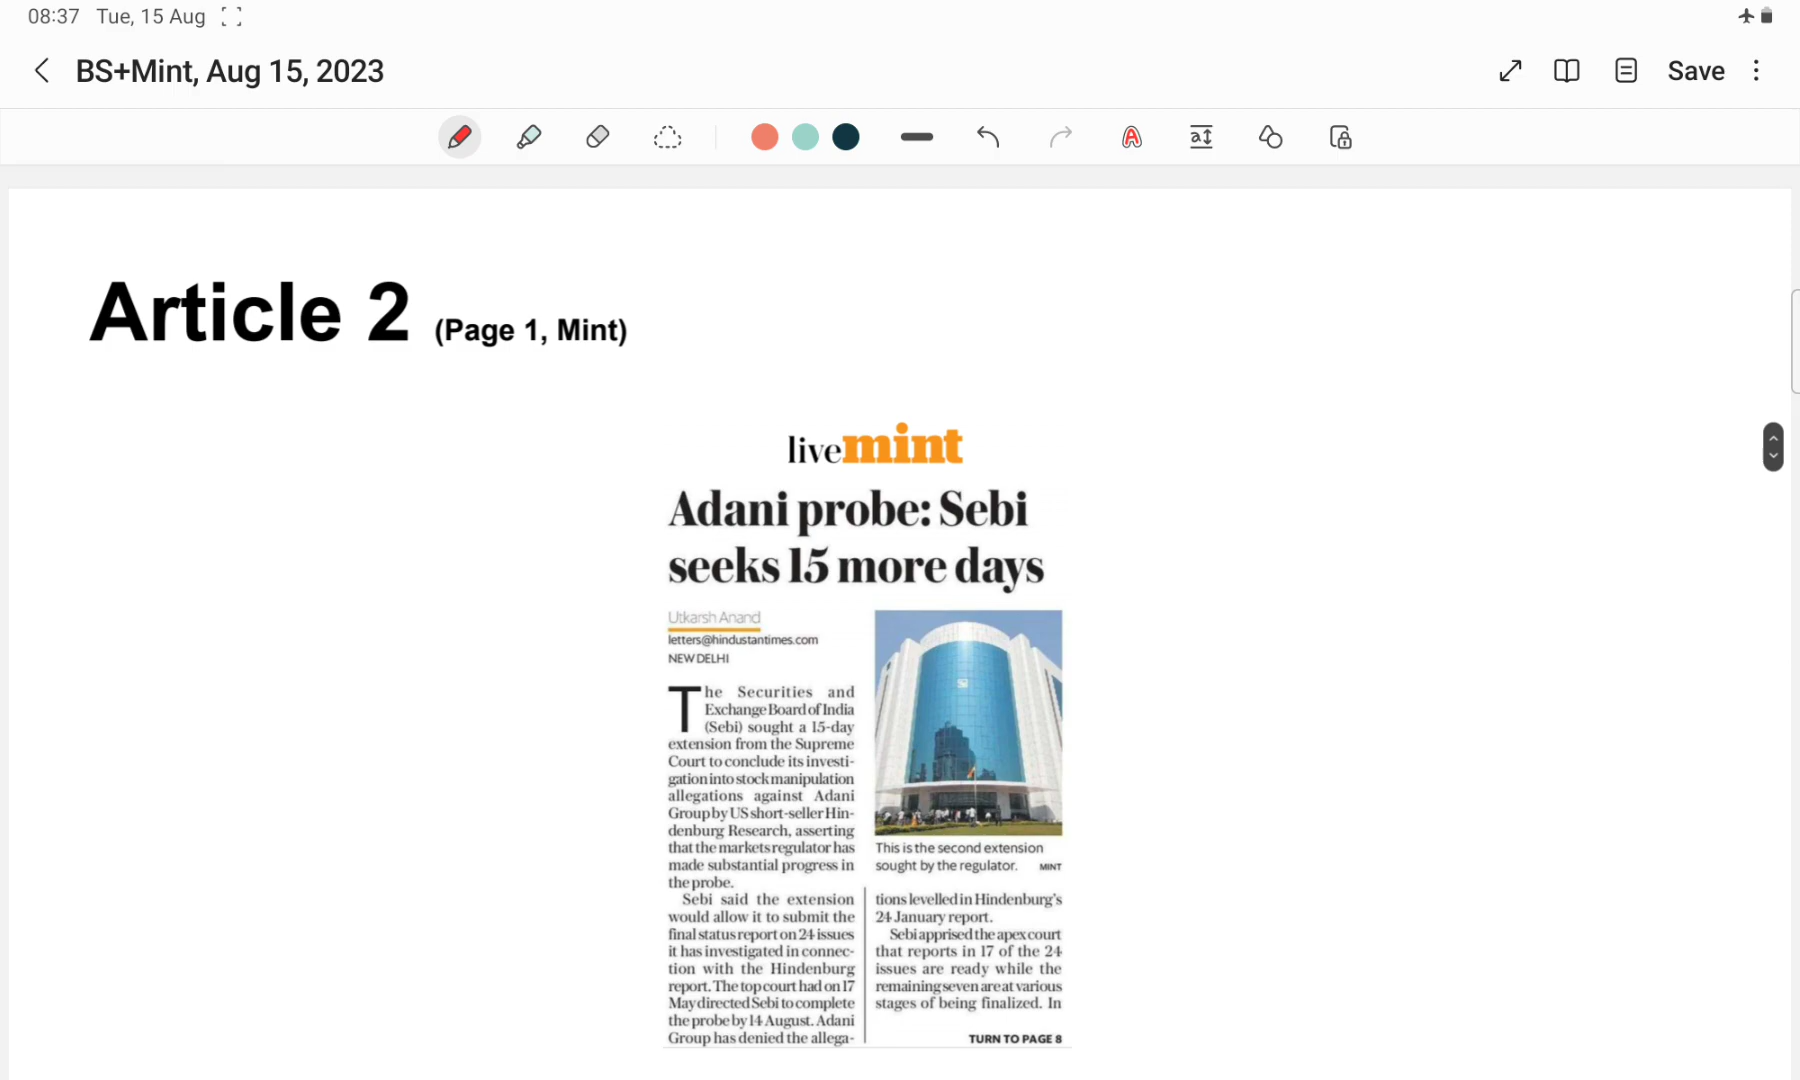 08:37 Tue, 15 Aug
BS+Mint, Aug 15, 2023
Save
A
a
Article 2 (Page 1, Mint)
livemint
Adani probe: Sebi
seeks 15 more days
Utkarsh Anand
letters@hindustantimes.com
NEW DELHI
The Securities and
Exchange Board of India
(Sebi) sought a 15-day
extension from the Supreme
Court to conclude its investi-
gation into stock manipulation
allegations against Adani
Group by US short-seller Hin-
denburg Research, asserting
that the markets regulator has
made substantial progress in
the probe.
Sebi said the extension
would allow it to submit the
final status report on 24 issues
it has investigated in connec-
tion with the Hindenburg
report. The top court had on 17
May directed Sebi to complete
the probe by 14 August. Adani
Group has denied the allega-
This is the second extension
sought by the regulator. MINT
tions levelled in Hindenburg's
24 January report.
Sebi apprised the apex court
that reports in 17 of the 24
issues are ready while the
remaining seven are at various
stages of being finalized. In
TURN TO PAGE 8